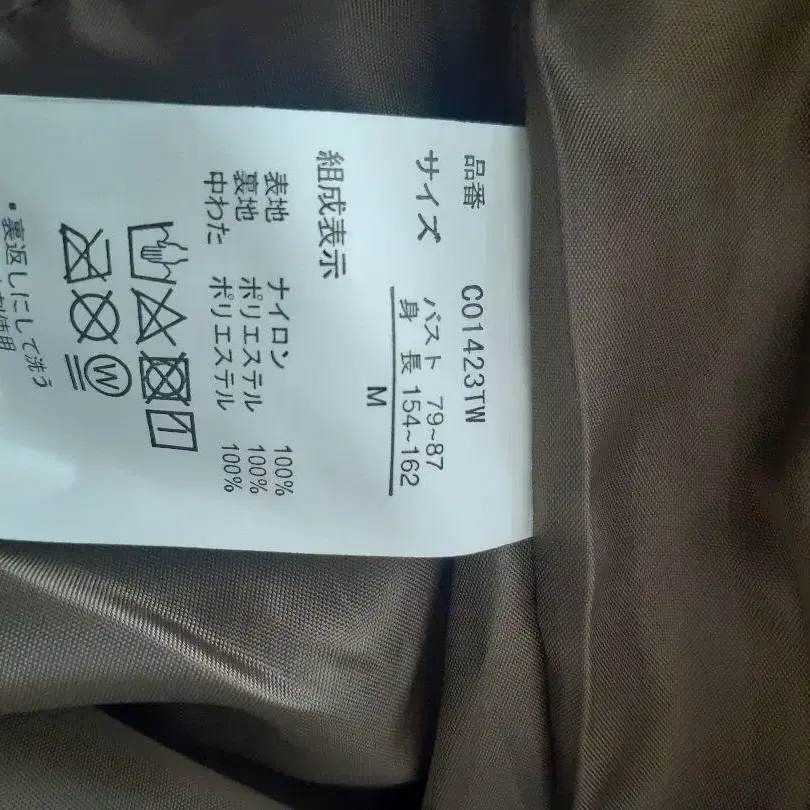 品番 CO1423TW
サイズ バスト 79~87
身長 154~162
M
組成表示
表地 ナイロン 100%
裏地 ポリエステル 100%
中わた ポリエステル 100%
W
・裏返しにして洗う